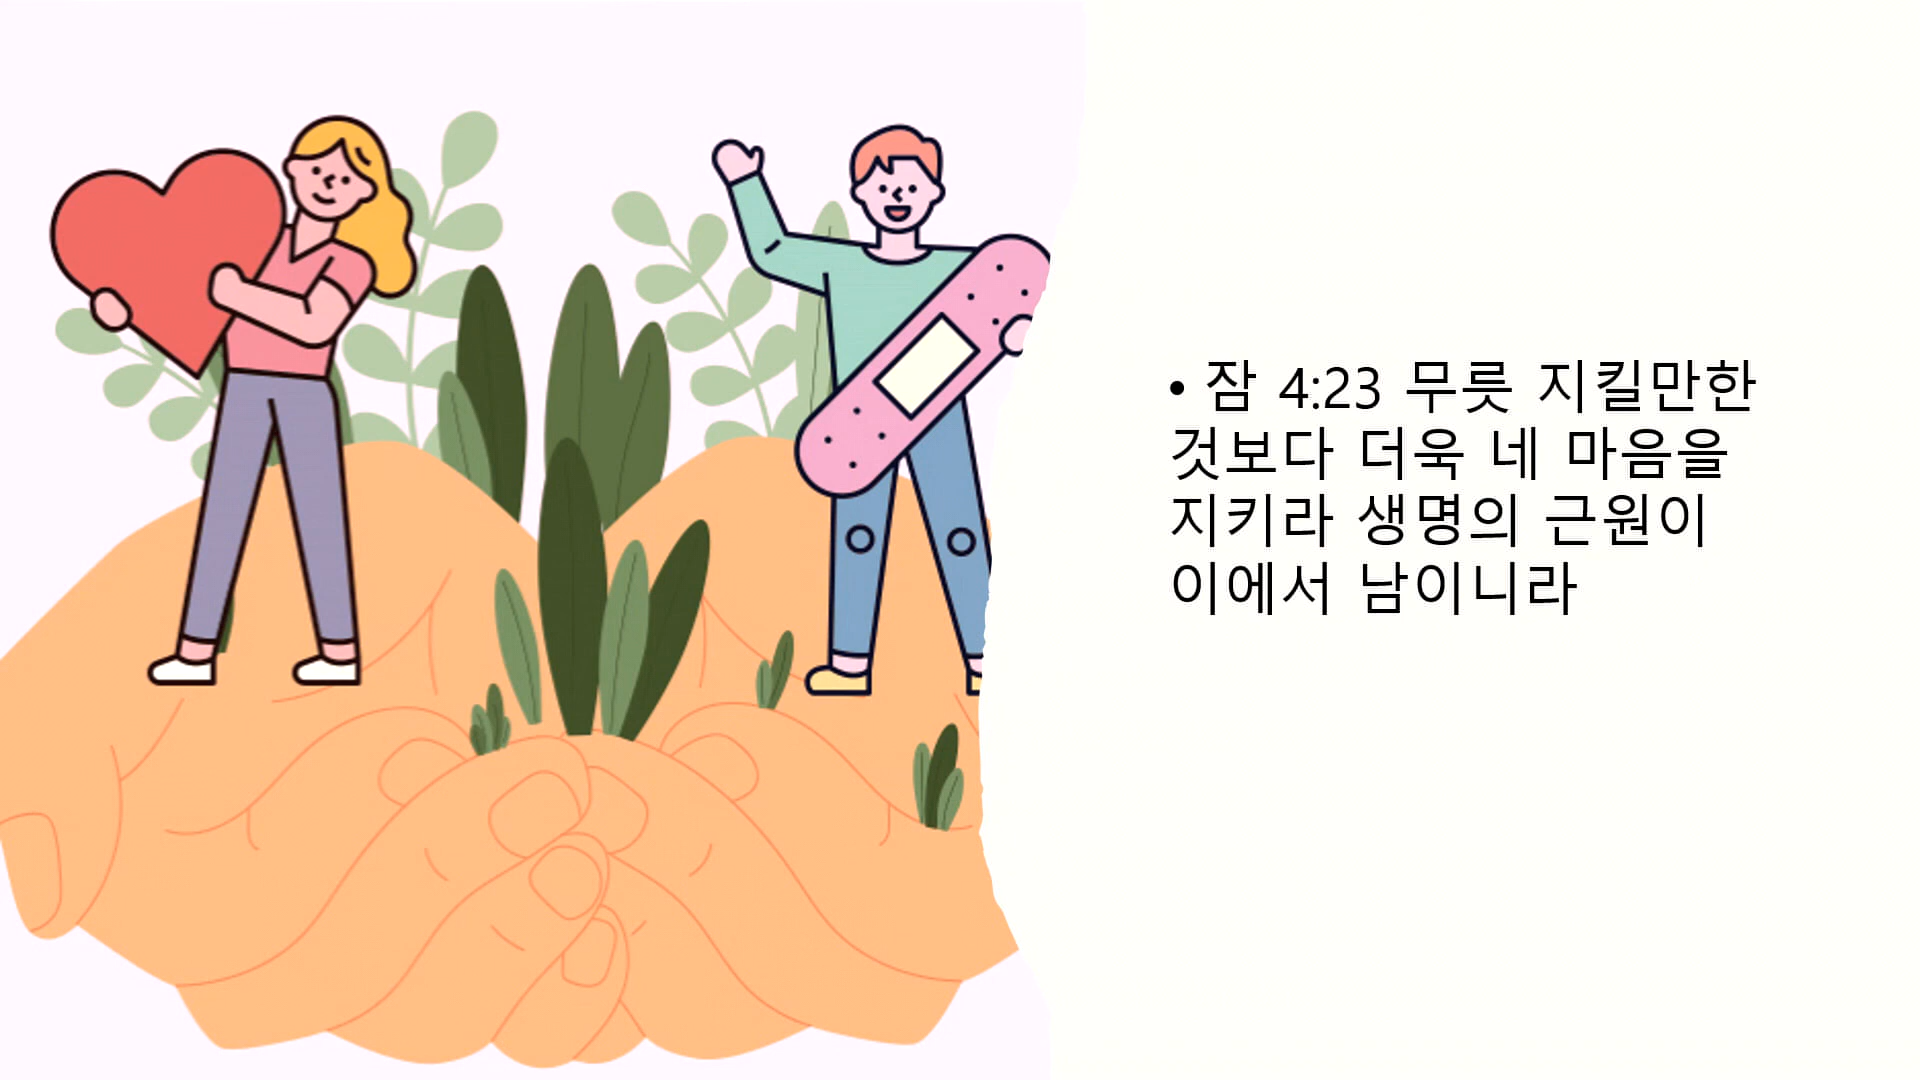 • 잠 4:23 무릇 지킬만한
것보다 더욱 네 마음을
지키라 생명의 근원이
이에서 남이니라